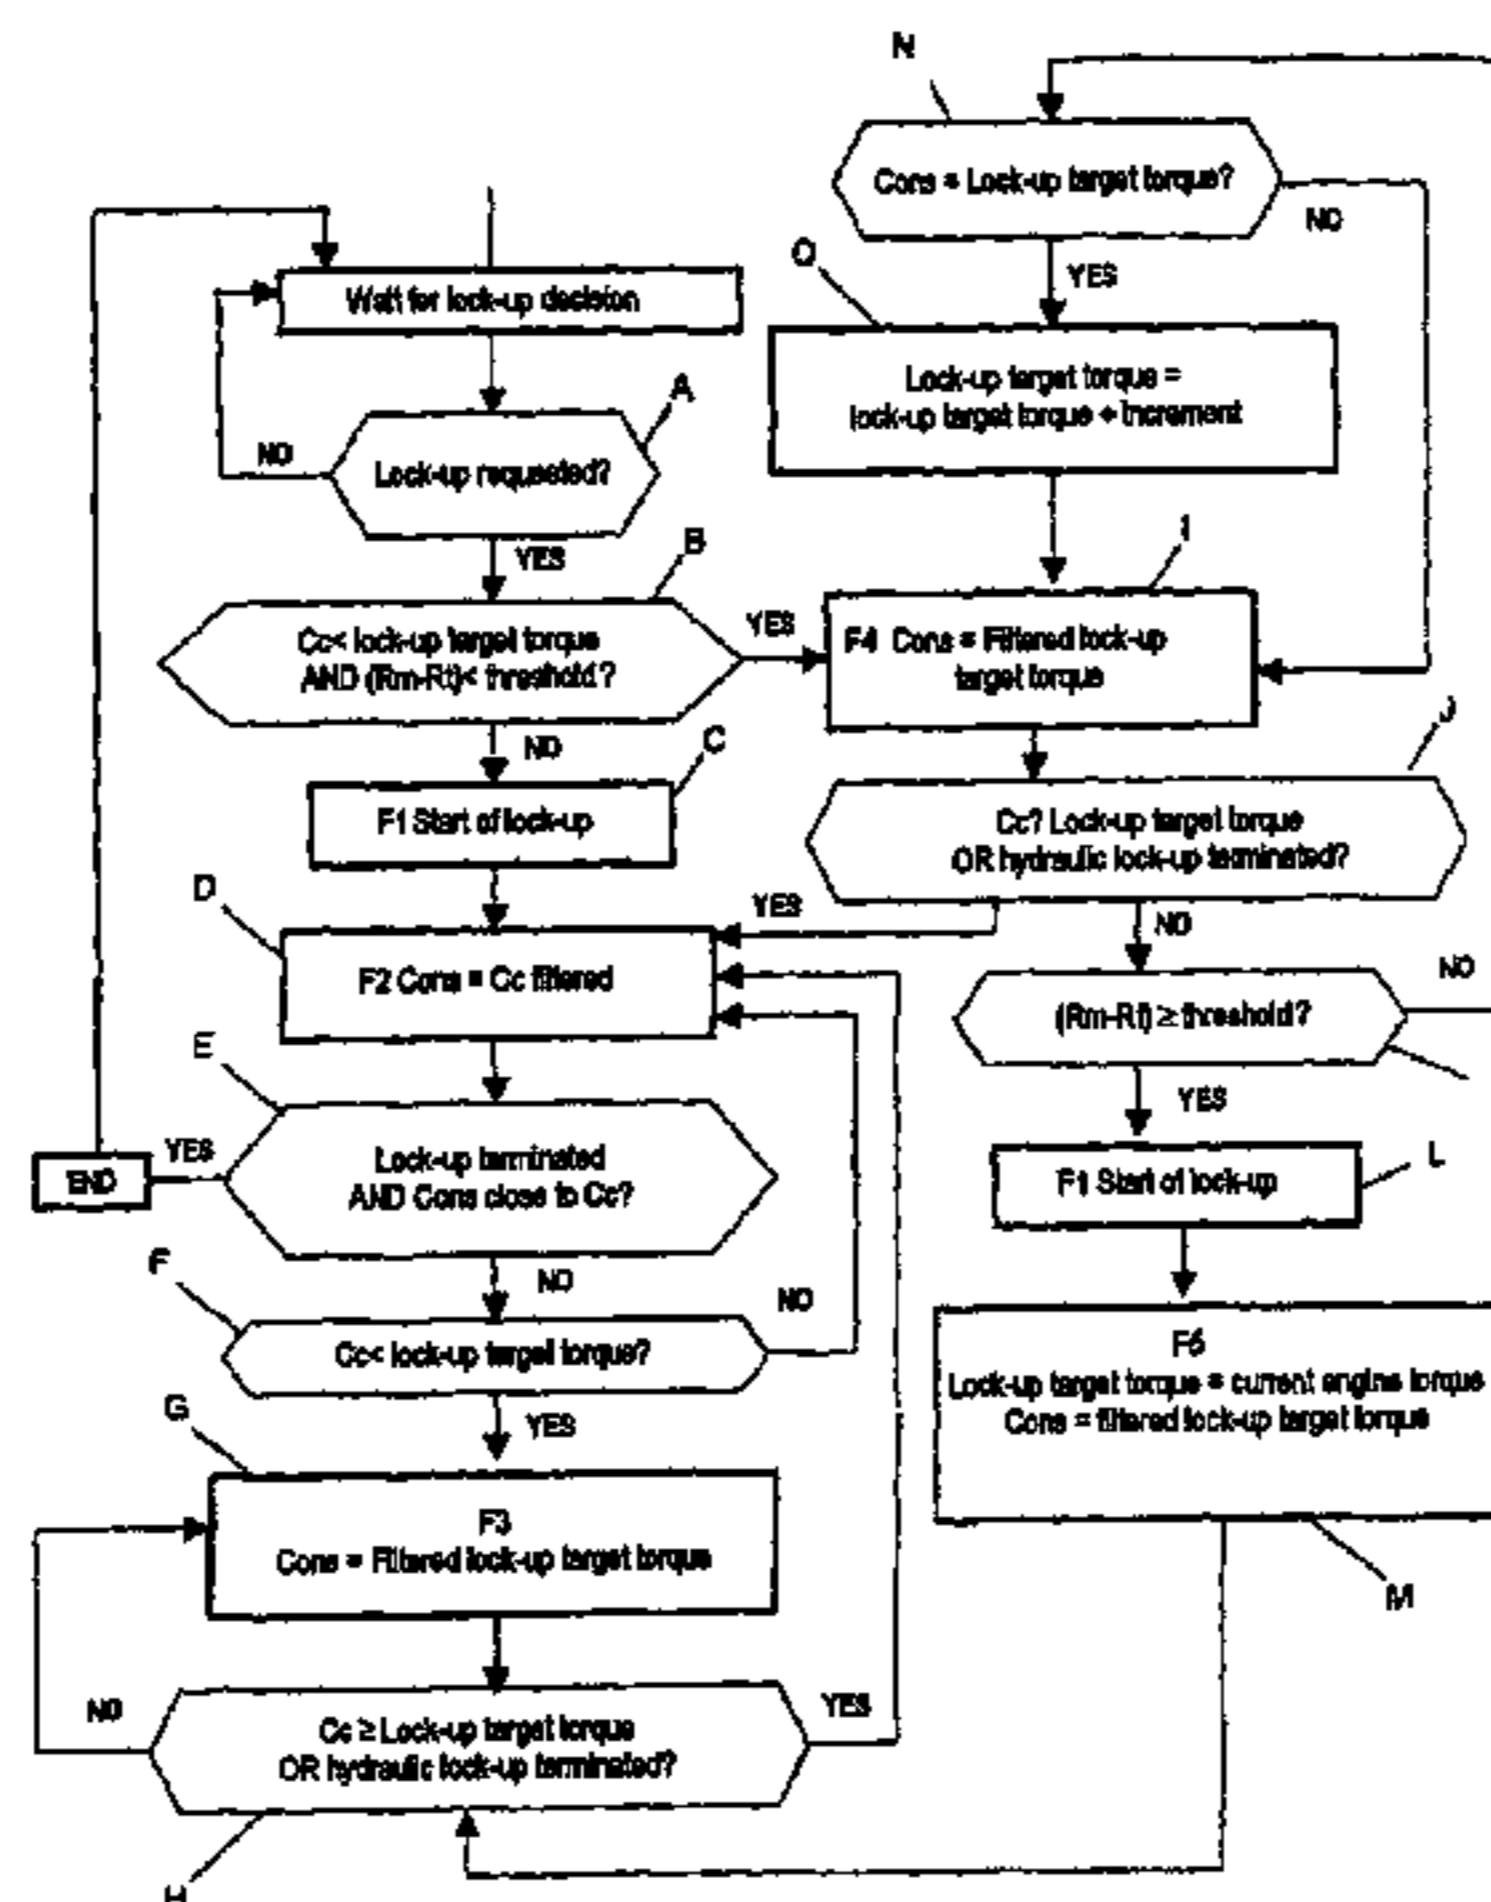 N
Cons = Lock-up target torque?
NO
YES
O
Lock-up target torque =
lock-up target torque + Increment
Wait for lock-up decision
A
NO
Lock-up requested?
YES
B
Cc< lock-up target torque
AND (Rm-Rt)< threshold ?
YES
I
F4 Cons = Filtered lock-up
target torque
NO
C
F1 Start of lock-up
J
Cc? Lock-up target torque
OR hydraulic lock-up terminated?
YES
NO
D
F2 Cons = Cc filtered
(Rm-Rt) ≥ threshold ?
NO
YES
E
Lock-up terminated
AND Cons close to Cc?
YES
END
NO
L
F1 Start of lock-up
F
Cc< lock-up target torque?
NO
YES
F5
Lock-up target torque = current engine torque
Cons = filtered lock-up target torque
M
G
F3
Cons = Filtered lock-up target torque
NO
Cc ≥ Lock-up target torque
OR hydraulic lock-up terminated?
YES
H